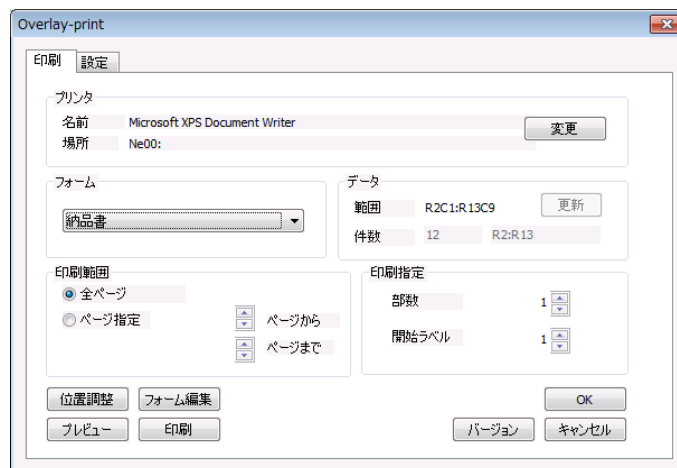 Overlay-print
印刷 設定
プリンタ
名前 Microsoft XPS Document Writer 変更
場所 Ne00:
フォーム
納品書
データ
範囲 R2C1:R13C9 更新
件数 12 R2:R13
印刷範囲
全ページ
ページ指定 ページから
ページまで
印刷指定
部数 1
開始ラベル 1
位置調整 フォーム編集 OK
プレビュー 印刷 バージョン キャンセル